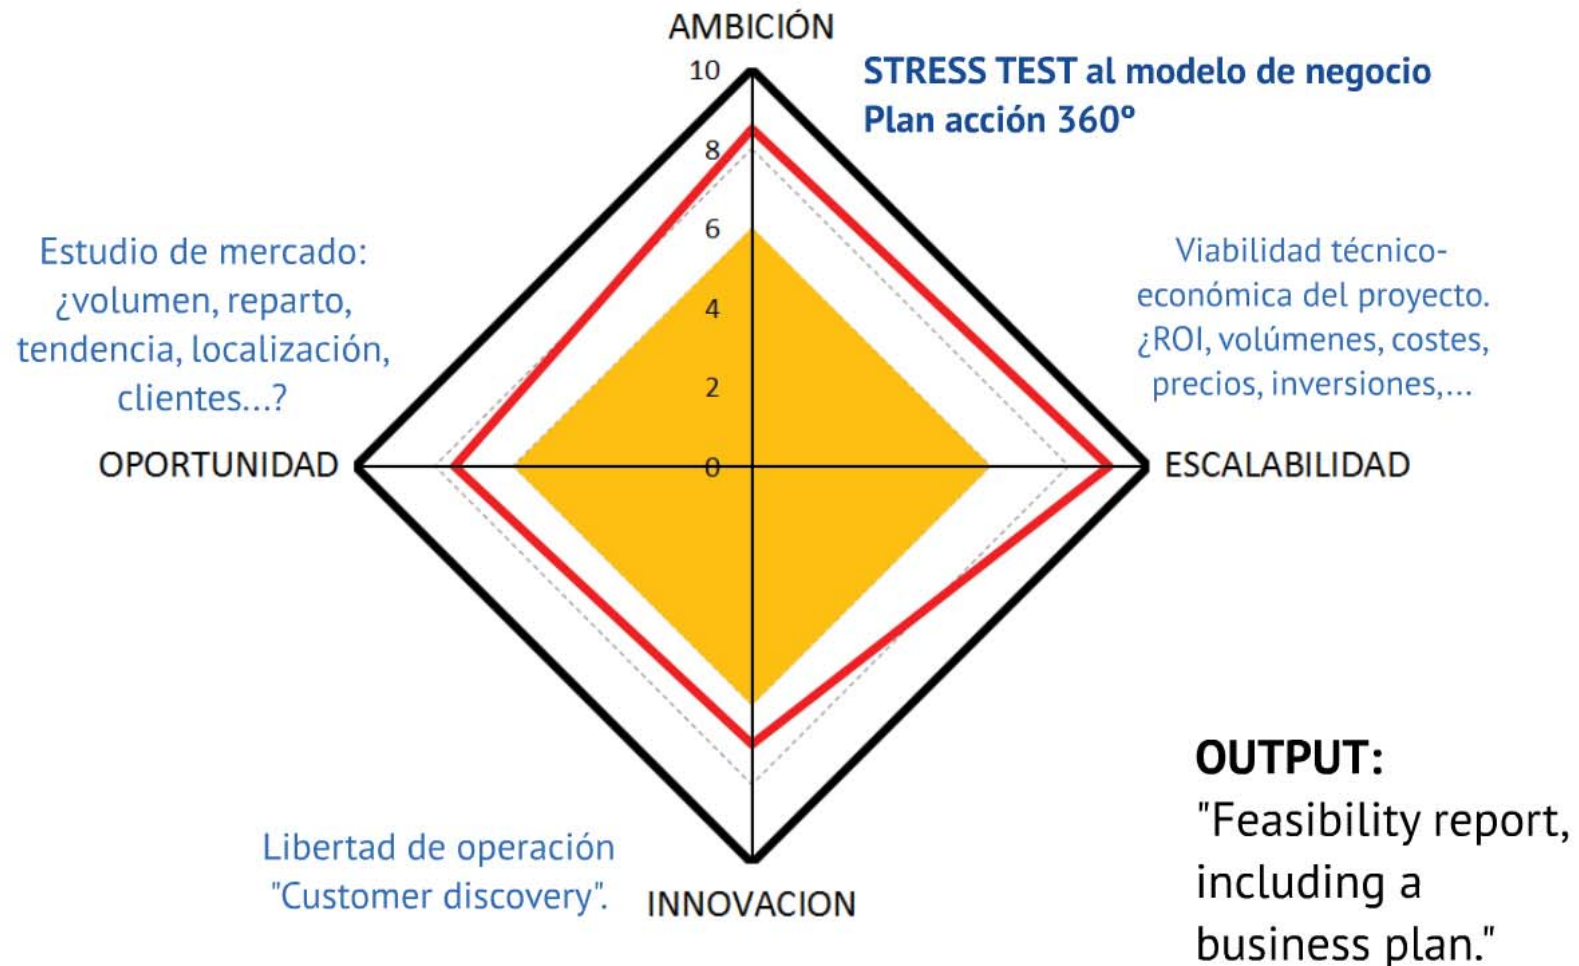 AMBICIÓN
10
8
6
4
2
0
STRESS TEST al modelo de negocio
Plan acción 360º
Estudio de mercado:
¿volumen, reparto,
tendencia, localización,
clientes...?
Viabilidad técnico-
económica del proyecto.
¿ROI, volúmenes, costes,
precios, inversiones,...
OPORTUNIDAD
ESCALABILIDAD
Libertad de operación
"Customer discovery".
INNOVACION
OUTPUT:
"Feasibility report,
including a
business plan."